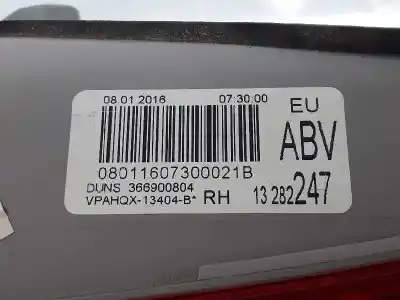 08.01.2016 07:30:00
EU
ABV
08011607300021B
DUNS 366900804
VPAHQX-13404-B* RH 13 282 247